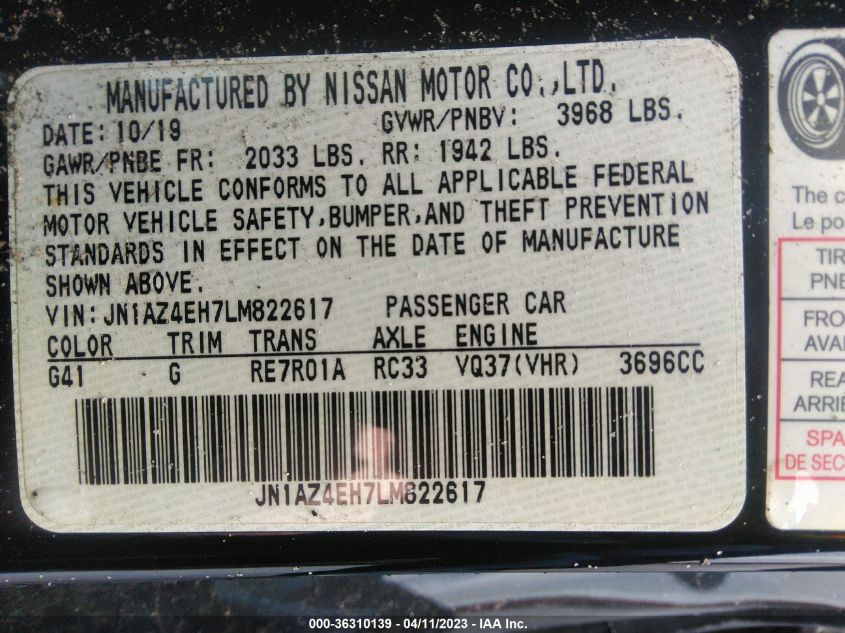 MANUFACTURED BY NISSAN MOTOR CO.,LTD.
DATE: 10/19 GVWR/PNBV: 3968 LBS.
GAWR/PNBE FR: 2033 LBS. RR: 1942 LBS.
THIS VEHICLE CONFORMS TO ALL APPLICABLE FEDERAL
MOTOR VEHICLE SAFETY,BUMPER,AND THEFT PREVENTION
STANDARDS IN EFFECT ON THE DATE OF MANUFACTURE
SHOWN ABOVE.
VIN: JN1AZ4EH7LM822617 PASSENGER CAR
COLOR TRIM TRANS AXLE ENGINE
G41 G RE7R01A RC33 VQ37(VHR) 3696CC
JN1AZ4EH7LM822617
The c
Le po
TIR
PNE
FRO
AVA
REA
ARRIE
SPA
DE SEC
000-36310139 - 04/11/2023 - IAA Inc.